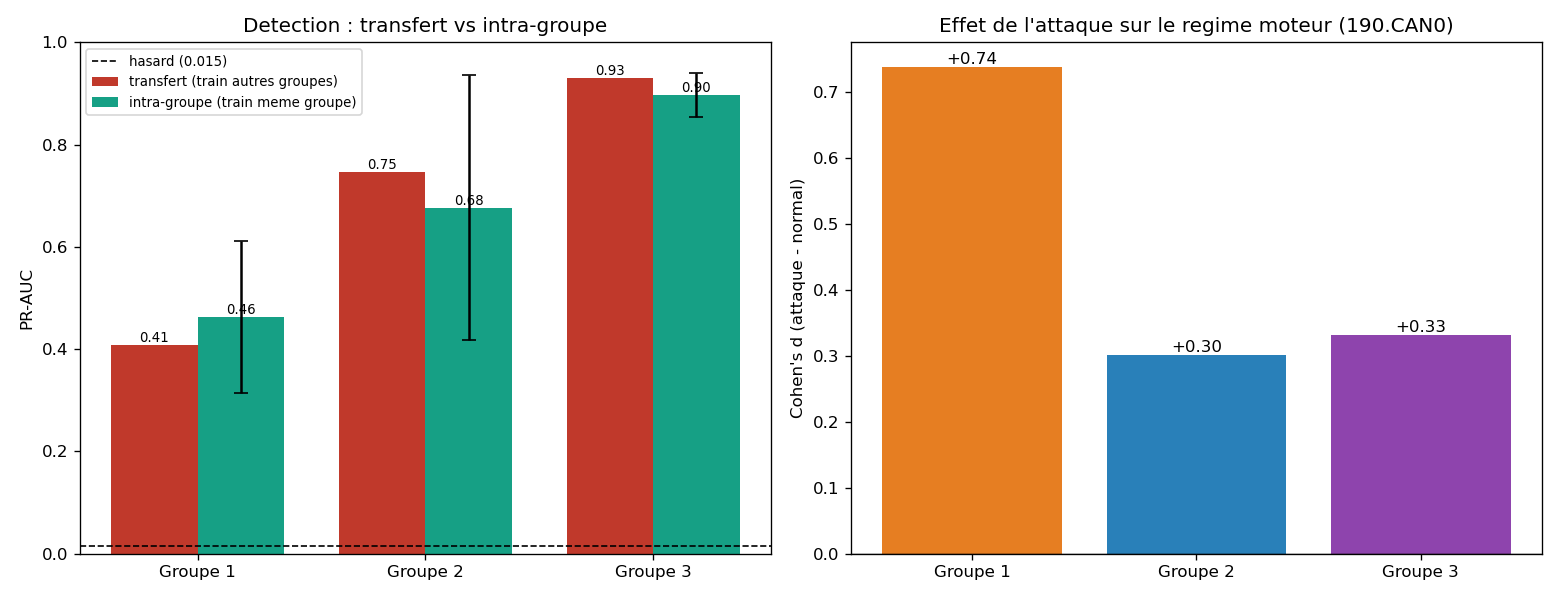 Detection : transfert vs intra-groupe
PR-AUC
1.0
0.8
0.6
0.4
0.2
0.0
hasard (0.015)
transfert (train autres groupes)
intra-groupe (train meme groupe)
0.41
0.46
0.75
0.68
0.93
0.90
Groupe 1
Groupe 2
Groupe 3
Effet de l'attaque sur le regime moteur (190.CAN0)
Cohen's d (attaque - normal)
0.7
0.6
0.5
0.4
0.3
0.2
0.1
0.0
+0.74
+0.30
+0.33
Groupe 1
Groupe 2
Groupe 3